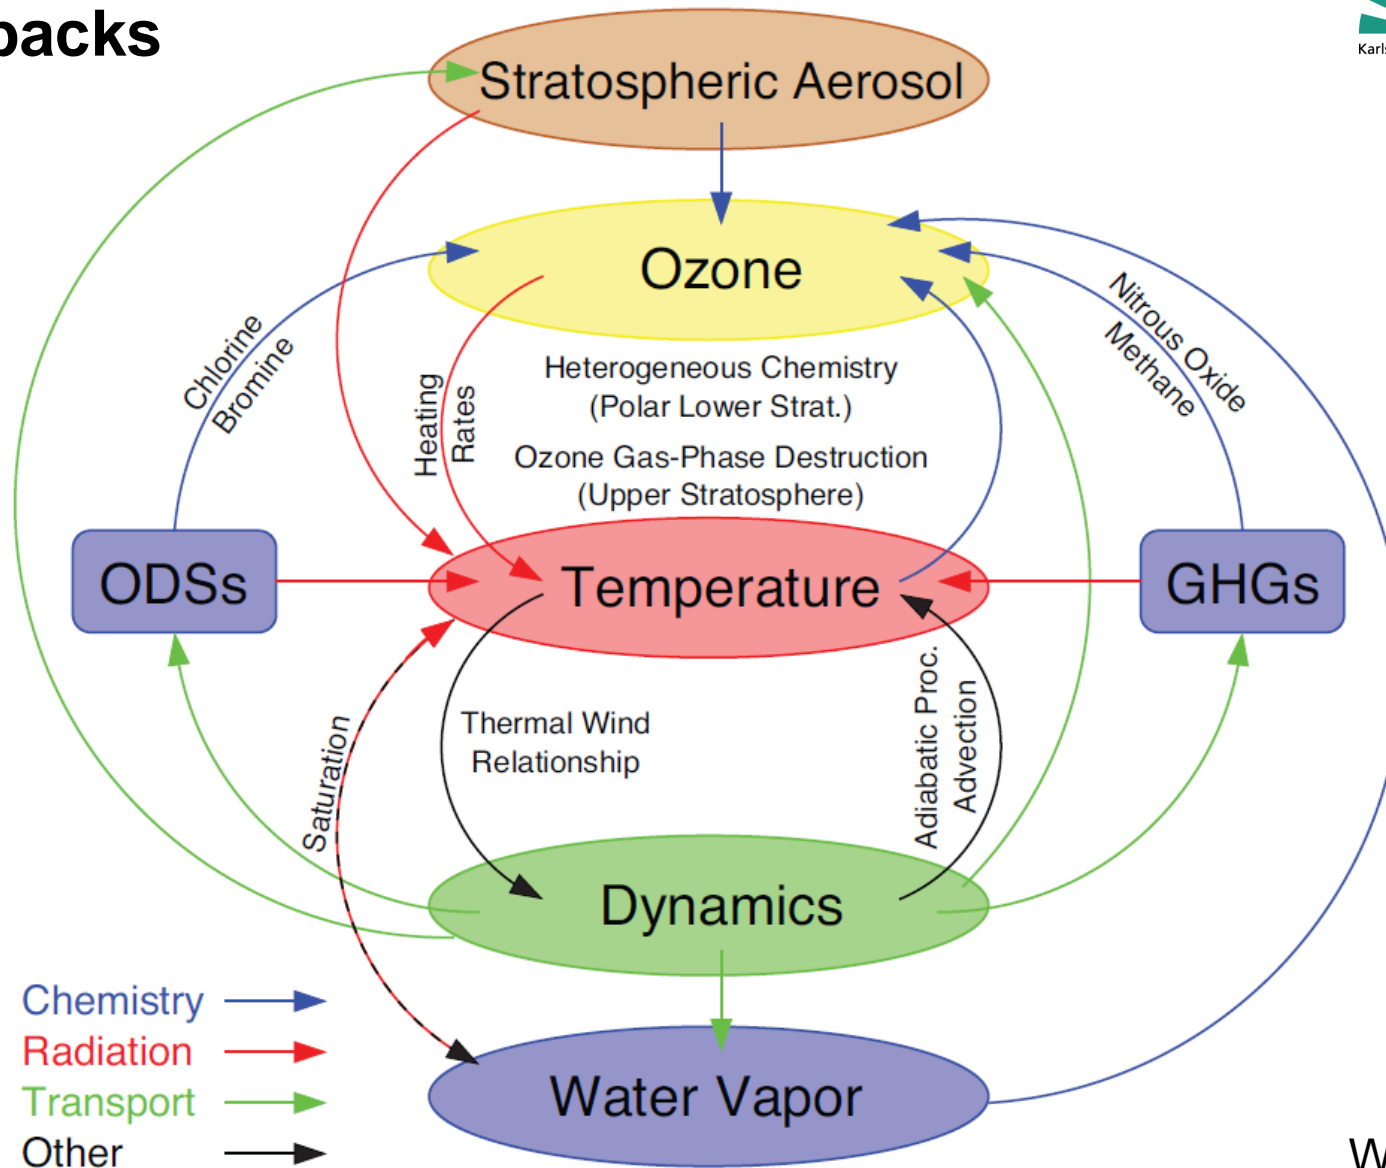 backs
Karls
Stratospheric Aerosol
Ozone
Chlorine
Bromine
Nitrous Oxide
Methane
Heating
Rates
Heterogeneous Chemistry
(Polar Lower Strat.)
Ozone Gas-Phase Destruction
(Upper Stratosphere)
ODSs
Temperature
GHGs
Saturation
Thermal Wind
Relationship
Adiabatic Proc.
Advection
Dynamics
Water Vapor
Chemistry
Radiation
Transport
Other
W